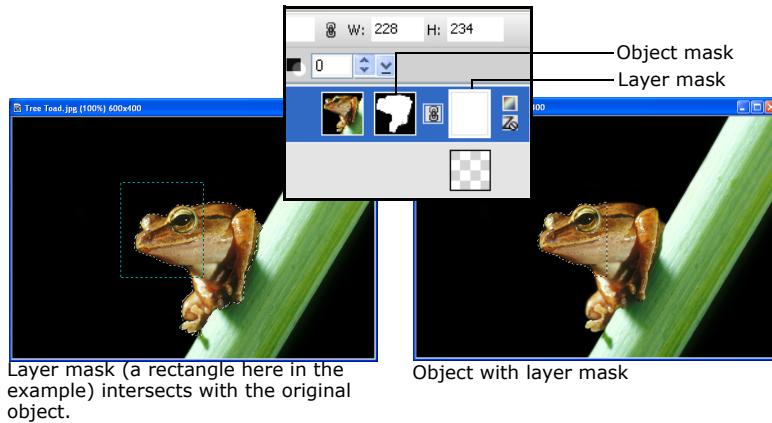 W: 228 H: 234
0
Object mask
Layer mask
Tree Toad.jpg (100%) 600x400
400
Layer mask (a rectangle here in the
example) intersects with the original
object.
Object with layer mask